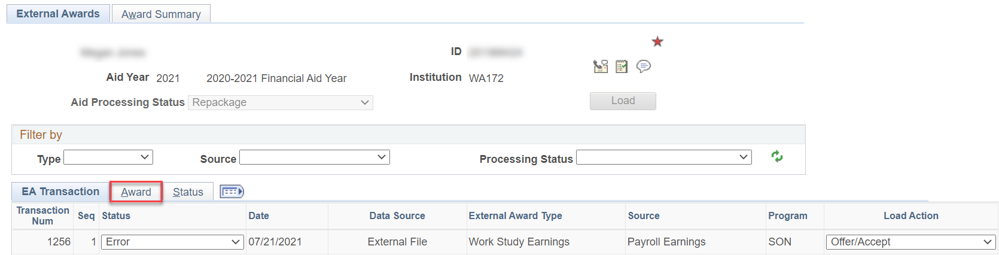 External Awards Award Summary
ID
Aid Year 2021 2020-2021 Financial Aid Year Institution WA172
Aid Processing Status Repackage Load
Filter by
Type Source Processing Status
EA Transaction Award Status
Transaction Num Seq Status Date Data Source External Award Type Source Program Load Action
1256 1 Error 07/21/2021 External File Work Study Earnings Payroll Earnings SON Offer/Accept